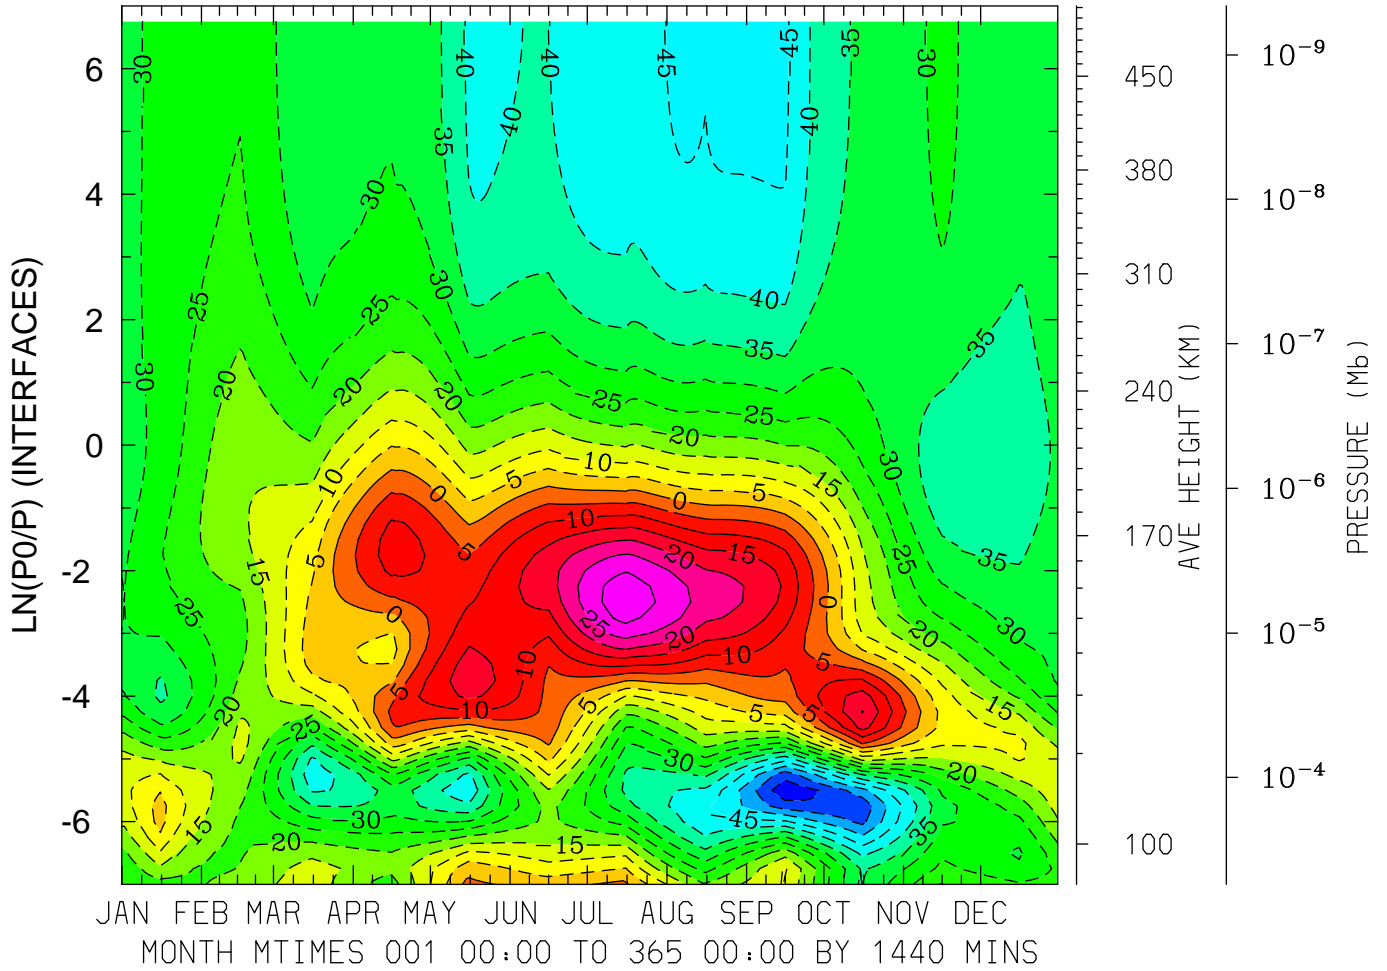 6
4
2
0
-2
-4
-6
LN(P0/P) (INTERFACES)
30 40 40 45 45 35 30
40 40 35
30 30 25 25 40
35 35 30 20 20 20 25 25
20 10 15 30
10 0 5 0 5
10 5 15 5 20 15 25 35
25 0 25 20 0 20 30
10 10 5
20 5 10 5 5 5 15
25 30 20
15 30 45 35
20 15
450
380
310
240
170
100
AVE HEIGHT (KM)
10-9
10-8
10-7
10-6
10-5
10-4
PRESSURE (Mb)
JAN FEB MAR APR MAY JUN JUL AUG SEP OCT NOV DEC
MONTH MTIMES 001 00:00 TO 365 00:00 BY 1440 MINS